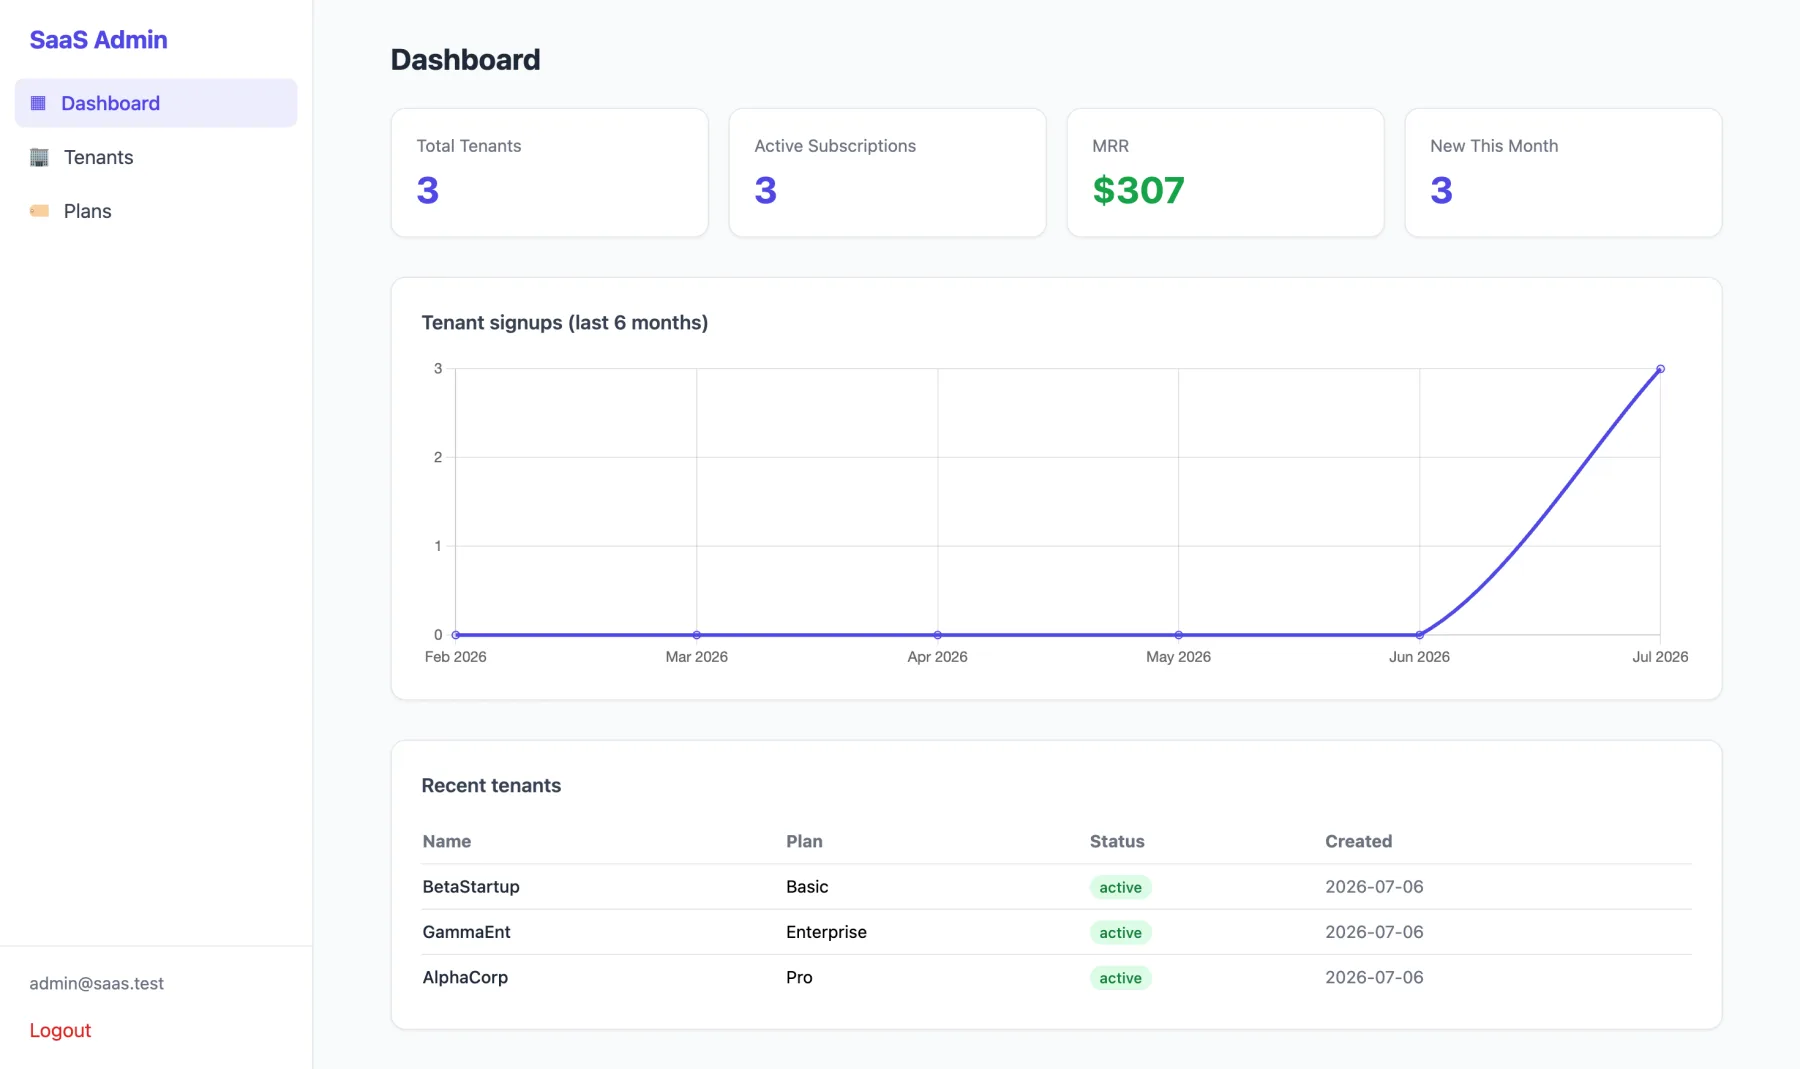 SaaS Admin
Dashboard
Tenants
Plans
admin@saas.test
Logout
Dashboard
Total Tenants
3
Active Subscriptions
3
MRR
$307
New This Month
3
Tenant signups (last 6 months)
3
2
1
0
Feb 2026 Mar 2026 Apr 2026 May 2026 Jun 2026 Jul 2026
Recent tenants
Name Plan Status Created
BetaStartup Basic active 2026-07-06
GammaEnt Enterprise active 2026-07-06
AlphaCorp Pro active 2026-07-06